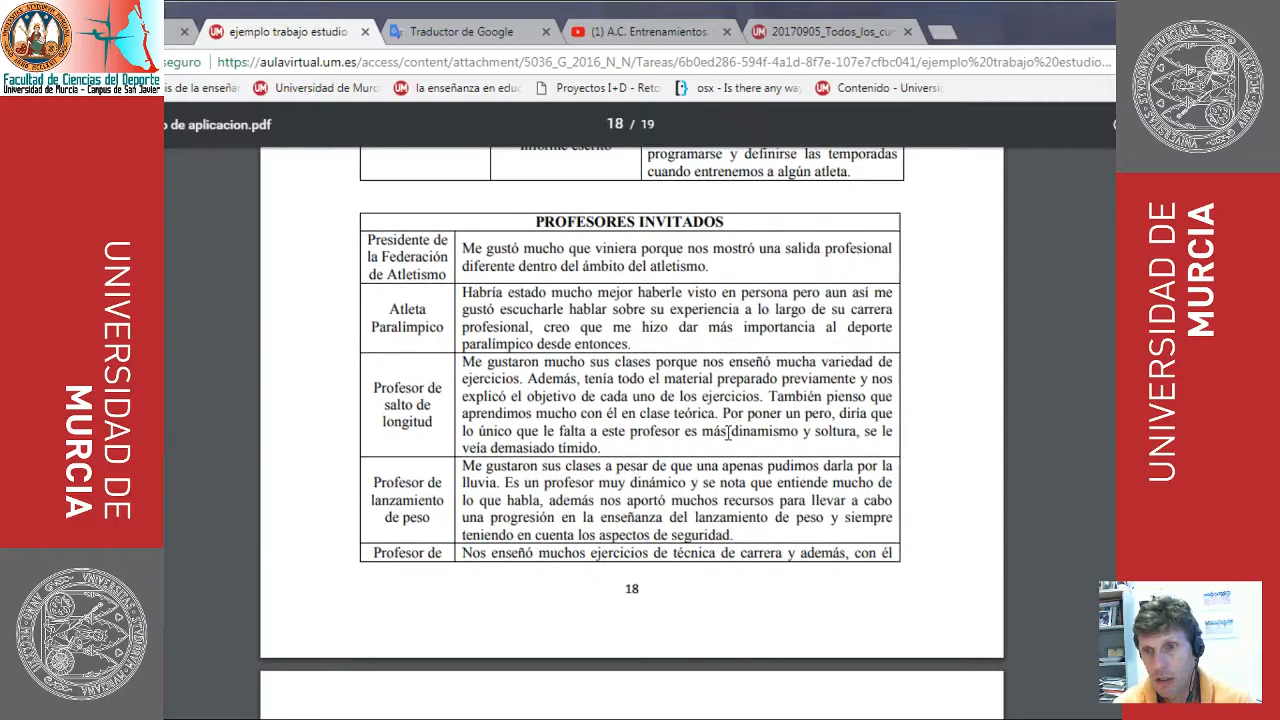 ejemplo trabajo estudio
Traductor de Google
(1) A.C. Entrenamientos.
20170905_Todos_los_cur
seguro
https://aulavirtual.um.es/access/content/attachment/5036_G_2016_N_N/Tareas/6b0ed286-594f-4a1d-8f7e-107e7cfbc041/ejemplo%20trabajo%20estudio...
is de la enseña
Universidad de Murc
la enseñanza en edu
Proyectos I+D - Reto
osx - Is there any way
Contenido - Universi
Facultad de Ciencias del Deporte
Universidad de Murcia - Campus de San Javier
o de aplicacion.pdf
18 / 19
informe escrito
programarse y definirse las temporadas
cuando entrenemos a algún atleta.
PROFESORES INVITADOS
Presidente de
la Federación
de Atletismo
Me gustó mucho que viniera porque nos mostró una salida profesional
diferente dentro del ámbito del atletismo.
Atleta
Paralímpico
Habría estado mucho mejor haberle visto en persona pero aun así me
gustó escucharle hablar sobre su experiencia a lo largo de su carrera
profesional, creo que me hizo dar más importancia al deporte
paralímpico desde entonces.
Profesor de
salto de
longitud
Me gustaron mucho sus clases porque nos enseñó mucha variedad de
ejercicios. Además, tenía todo el material preparado previamente y nos
explicó el objetivo de cada uno de los ejercicios. También pienso que
aprendimos mucho con él en clase teórica. Por poner un pero, diría que
lo único que le falta a este profesor es más dinamismo y soltura, se le
veía demasiado tímido.
Profesor de
lanzamiento
de peso
Me gustaron sus clases a pesar de que una apenas pudimos darla por la
lluvia. Es un profesor muy dinámico y se nota que entiende mucho de
lo que habla, además nos aportó muchos recursos para llevar a cabo
una progresión en la enseñanza del lanzamiento de peso y siempre
teniendo en cuenta los aspectos de seguridad.
Profesor de
Nos enseñó muchos ejercicios de técnica de carrera y además, con él
18
UNIVERSIDAD DE
MURCIA
UNIVERSIDAD DE
MURCIA